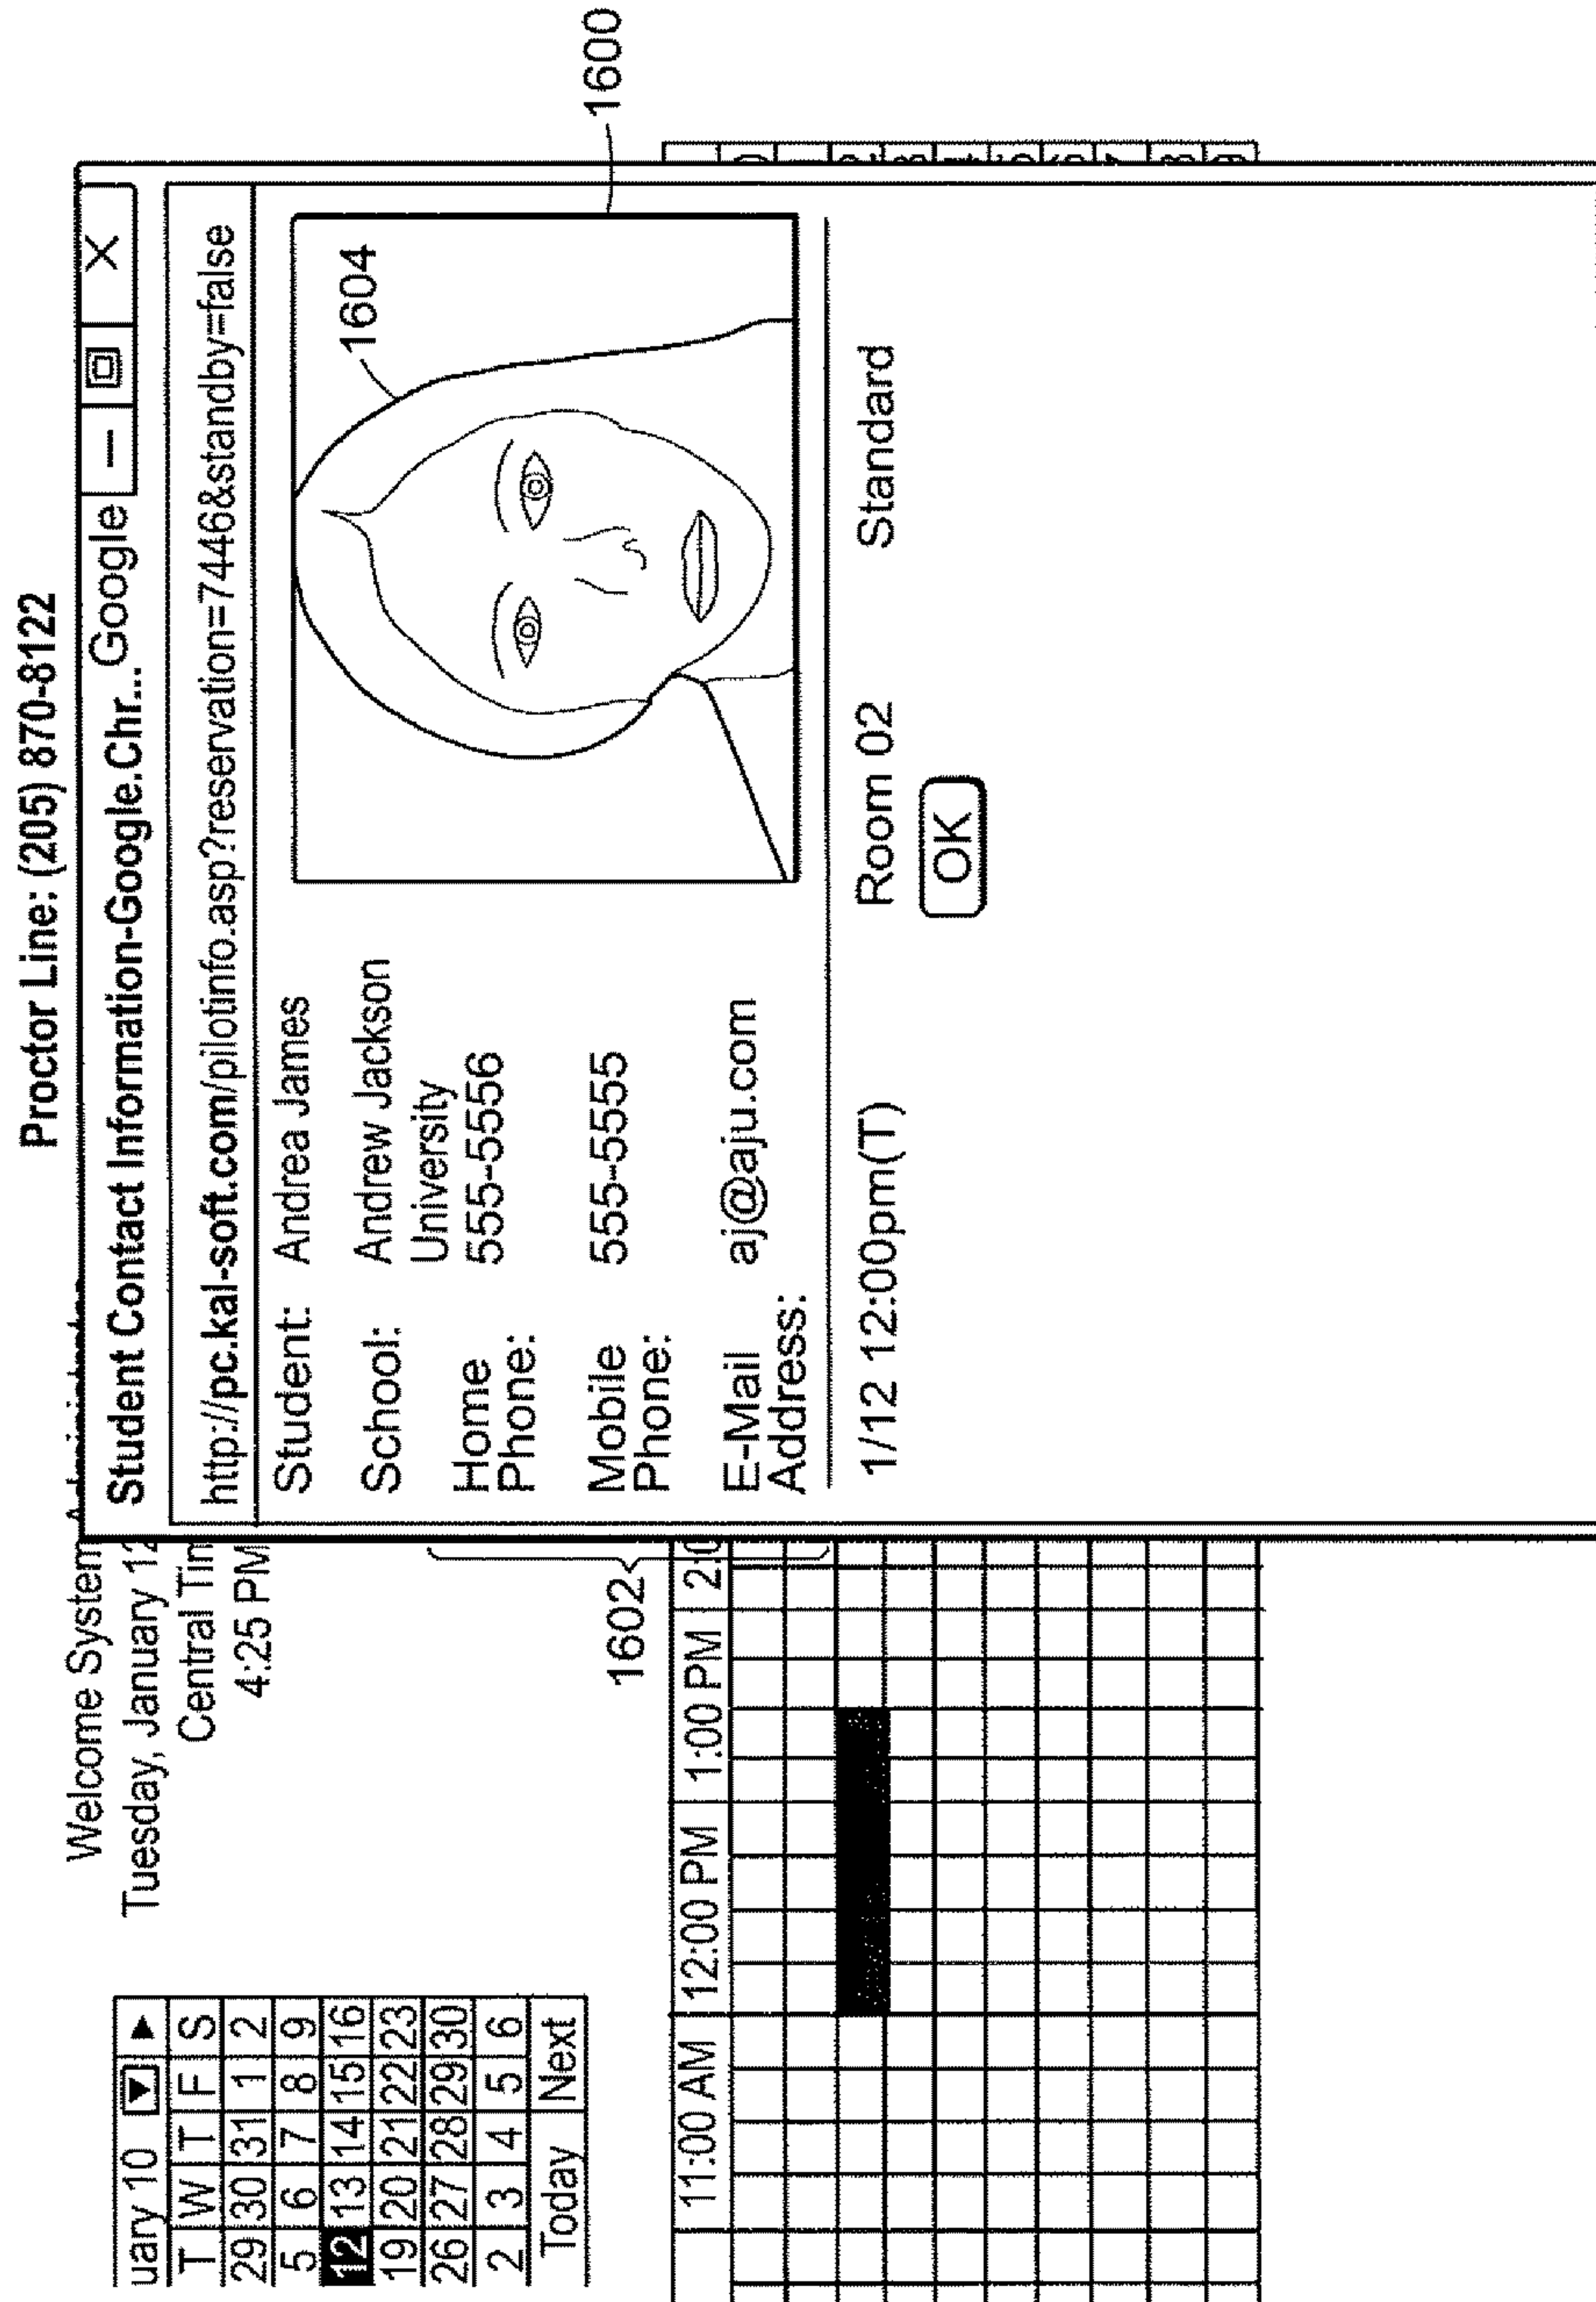 Proctor Line: (205) 870-8122
Welcome System
Tuesday, January 12
Central Tim
4:25 PM
uary 10
T W T F S
29 30 31 1 2
5 6 7 8 9
12 13 14 15 16
19 20 21 22 23
26 27 28 29 30
2 3 4 5 6
Today Next
Student Contact Information-Google.Chr... Google
http://pc.kal-soft.com/pilotinfo.asp?reservation=7446&standby=false
Student: Andrea James
School: Andrew Jackson
University
Home 555-5556
Phone:
Mobile 555-5555
Phone:
E-Mail aj@aju.com
Address:
1/12 12:00pm(T) Room 02 Standard
OK
1600
1604
1602
11:00 AM 12:00 PM 1:00 PM 2:0